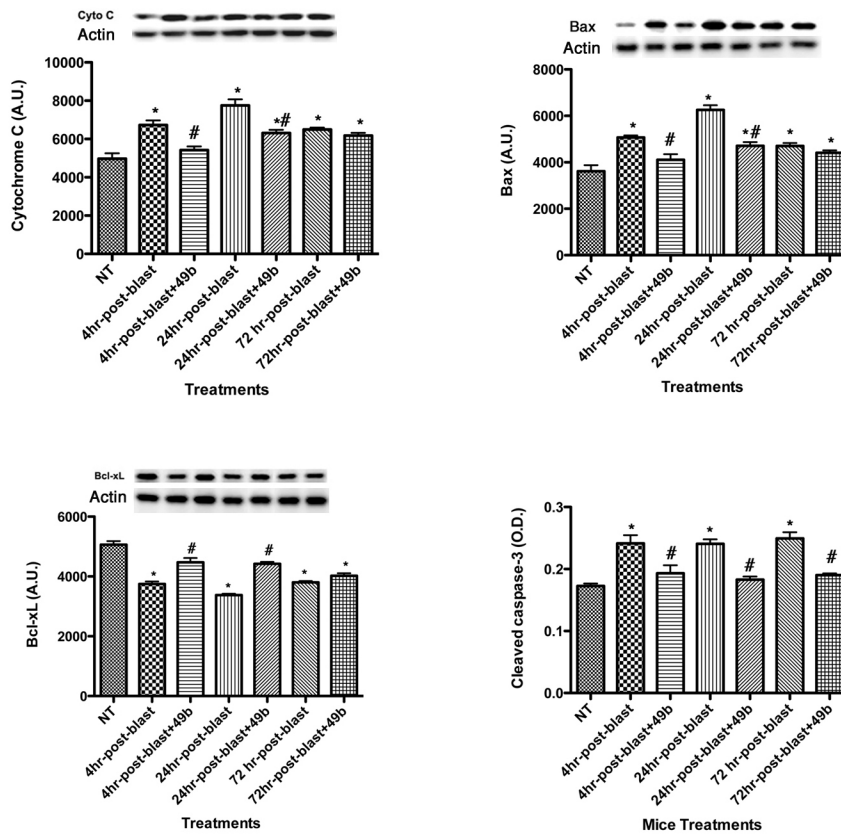 Cyto C
Actin
Cytochrome C (A.U.)
10000
8000
6000
4000
2000
0
*
#
*
*#
*
*
NT
4hr-post-blast
4hr-post-blast+49b
24hr-post-blast
24hr-post-blast+49b
72 hr-post-blast
72hr-post-blast+49b
Treatments
Bax
Actin
Bax (A.U.)
8000
6000
4000
2000
0
*
#
*
*#
*
*
NT
4hr-post-blast
4hr-post-blast+49b
24hr-post-blast
24hr-post-blast+49b
72 hr-post-blast
72hr-post-blast+49b
Treatments
Bcl-xL
Actin
Bcl-xL (A.U.)
6000
4000
2000
0
*
#
*
#
*
*
NT
4hr-post-blast
4hr-post-blast+49b
24hr-post-blast
24hr-post-blast+49b
72 hr-post-blast
72hr-post-blast+49b
Treatments
Cleaved caspase-3 (O.D.)
0.3
0.2
0.1
0.0
*
#
*
#
*
#
NT
4hr-post-blast
4hr-post-blast+49b
24hr-post-blast
24hr-post-blast+49b
72 hr-post-blast
72hr-post-blast+49b
Mice Treatments